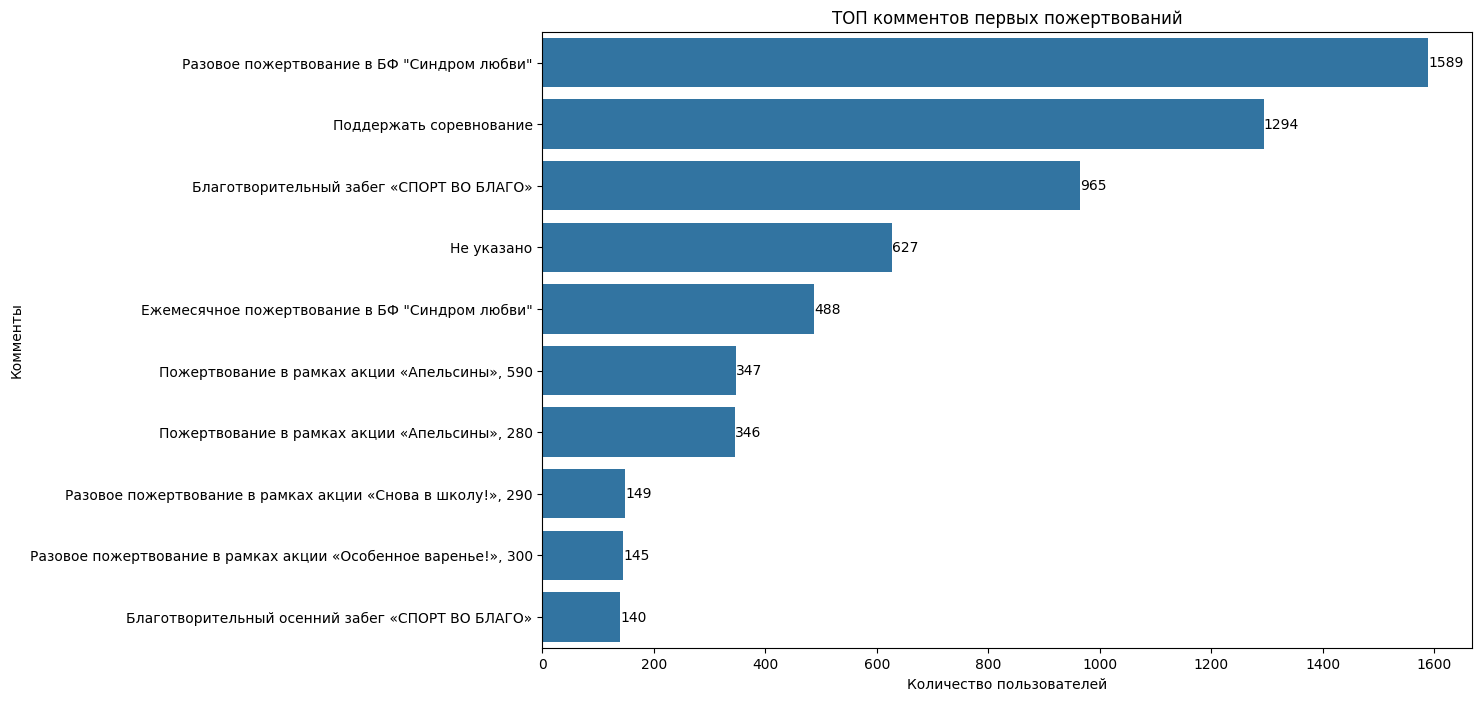 ТОП комментов первых пожертвований
Комменты
Разовое пожертвование в БФ "Синдром любви"
1589
Поддержать соревнование
1294
Благотворительный забег «СПОРТ ВО БЛАГО»
965
Не указано
627
Ежемесячное пожертвование в БФ "Синдром любви"
488
Пожертвование в рамках акции «Апельсины», 590
347
Пожертвование в рамках акции «Апельсины», 280
346
Разовое пожертвование в рамках акции «Снова в школу!», 290
149
Разовое пожертвование в рамках акции «Особенное варенье!», 300
145
Благотворительный осенний забег «СПОРТ ВО БЛАГО»
140
0 200 400 600 800 1000 1200 1400 1600
Количество пользователей